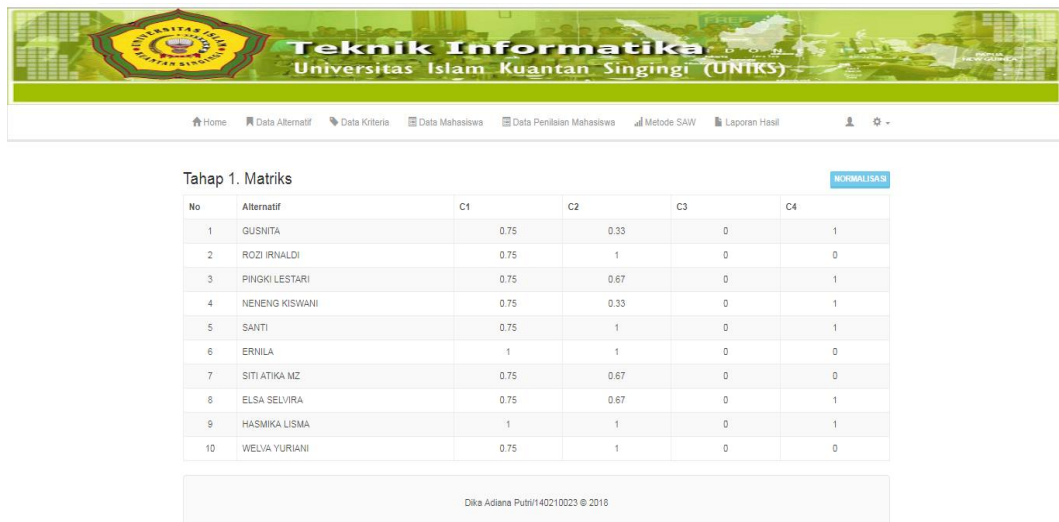 Teknik Informatika
Universitas Islam Kuantan Singingi (UNIKS)
Home Data Alternatif Data Kriteria Data Mahasiswa Data Penilaian Mahasiswa Metode SAW Laporan Hasil
Tahap 1. Matriks NORMALISASI
No Alternatif C1 C2 C3 C4
1 GUSNITA 0.75 0.33 0 1
2 ROZI IRNALDI 0.75 1 0 0
3 PINGKI LESTARI 0.75 0.67 0 1
4 NENENG KISWANI 0.75 0.33 0 1
5 SANTI 0.75 1 0 1
6 ERNILA 1 1 0 0
7 SITI ATIKA MZ 0.75 0.67 0 0
8 ELSA SELVIRA 0.75 0.67 0 1
9 HASMIKA LISMA 1 1 0 1
10 WELVA YURIANI 0.75 1 0 0
Dika Adiana Putri/140210023 © 2018